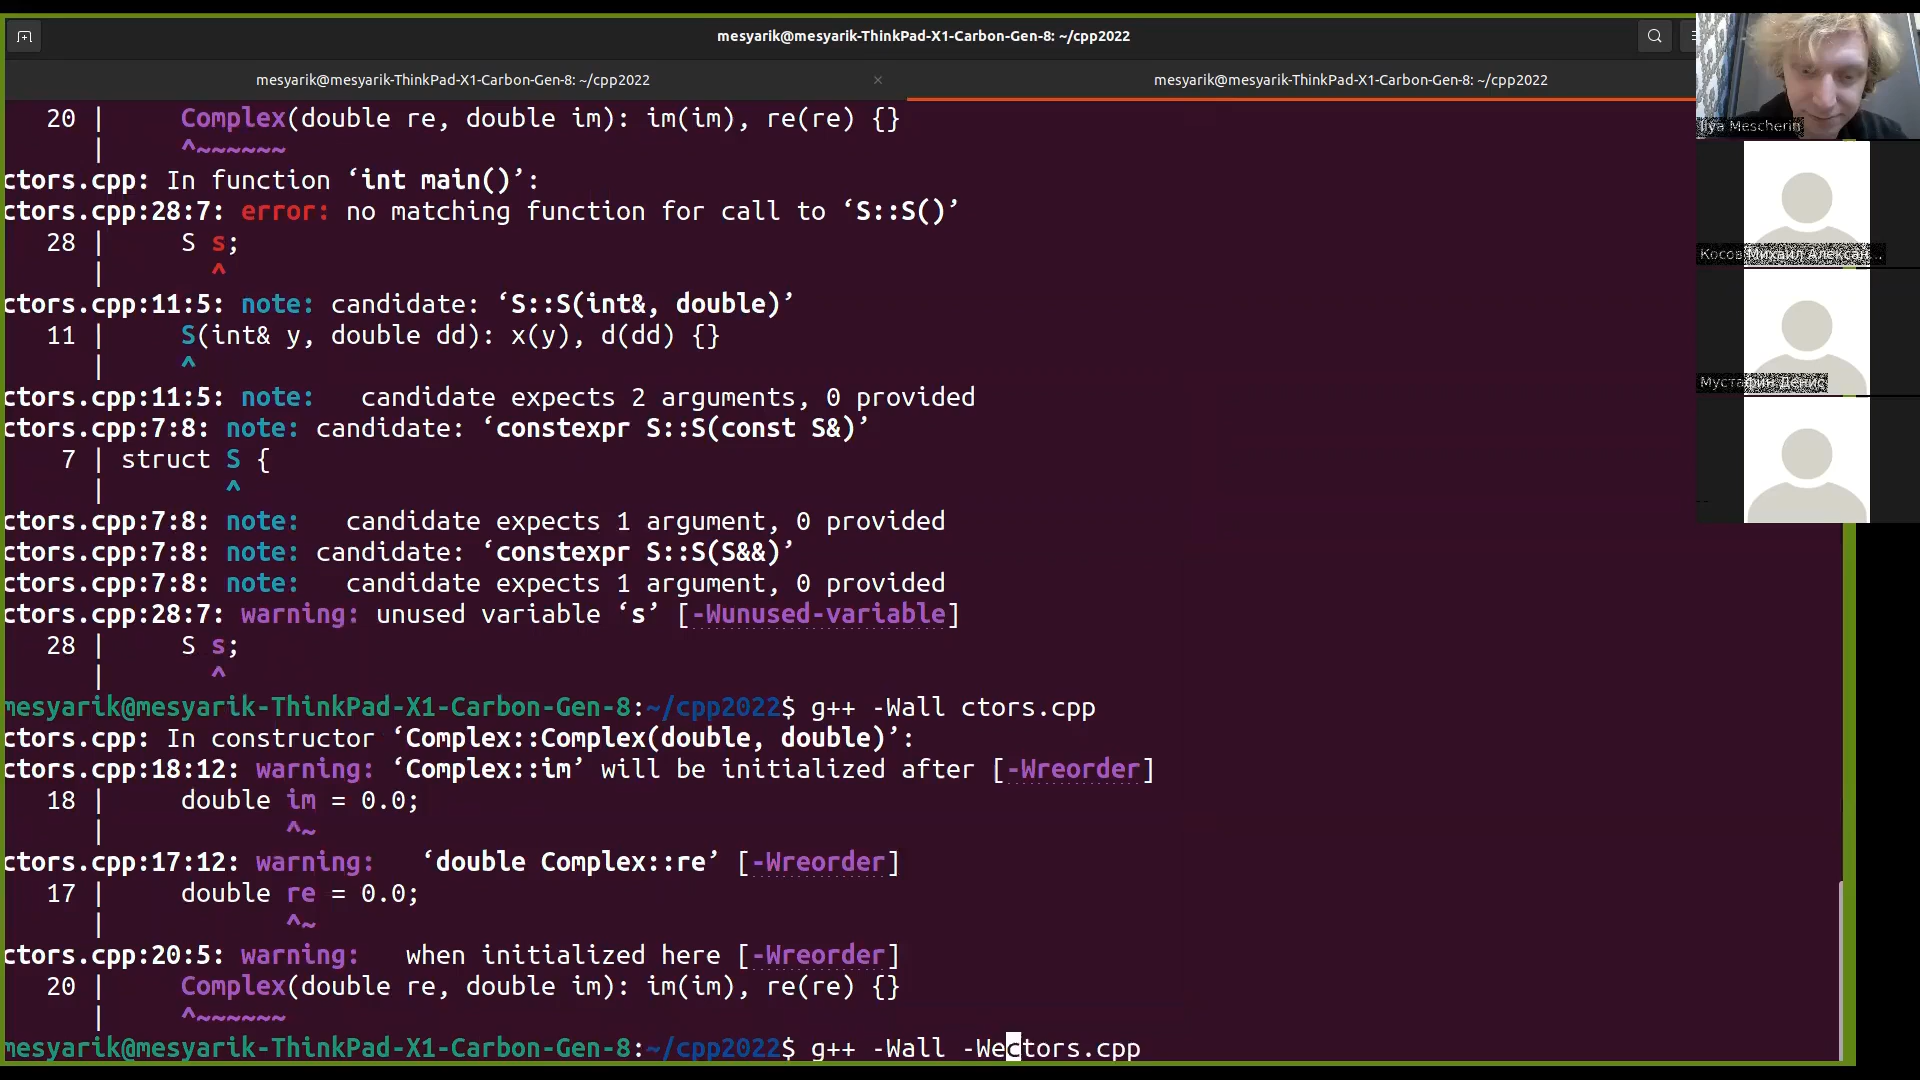 mesyarik@mesyarik-ThinkPad-X1-Carbon-Gen-8: ~/cpp2022
mesyarik@mesyarik-ThinkPad-X1-Carbon-Gen-8: ~/cpp2022 × mesyarik@mesyarik-ThinkPad-X1-Carbon-Gen-8: ~/cpp2022
20 | Complex(double re, double im): im(im), re(re) {}
| ^~~~~~~
ctors.cpp: In function ‘int main()’:
ctors.cpp:28:7: error: no matching function for call to ‘S::S()’
28 | S s;
| ^
ctors.cpp:11:5: note: candidate: ‘S::S(int&, double)’
11 | S(int& y, double dd): x(y), d(dd) {}
| ^
ctors.cpp:11:5: note: candidate expects 2 arguments, 0 provided
ctors.cpp:7:8: note: candidate: ‘constexpr S::S(const S&)’
7 | struct S {
| ^
ctors.cpp:7:8: note: candidate expects 1 argument, 0 provided
ctors.cpp:7:8: note: candidate: ‘constexpr S::S(S&&)’
ctors.cpp:7:8: note: candidate expects 1 argument, 0 provided
ctors.cpp:28:7: warning: unused variable ‘s’ [-Wunused-variable]
28 | S s;
| ^
mesyarik@mesyarik-ThinkPad-X1-Carbon-Gen-8:~/cpp2022$ g++ -Wall ctors.cpp
ctors.cpp: In constructor ‘Complex::Complex(double, double)’:
ctors.cpp:18:12: warning: ‘Complex::im’ will be initialized after [-Wreorder]
18 | double im = 0.0;
| ^~
ctors.cpp:17:12: warning: ‘double Complex::re’ [-Wreorder]
17 | double re = 0.0;
| ^~
ctors.cpp:20:5: warning: when initialized here [-Wreorder]
20 | Complex(double re, double im): im(im), re(re) {}
| ^~~~~~~
mesyarik@mesyarik-ThinkPad-X1-Carbon-Gen-8:~/cpp2022$ g++ -Wall -Wectors.cpp
Ilya Mescherin
Косов Михаил Алексан...
Мустафин Денис